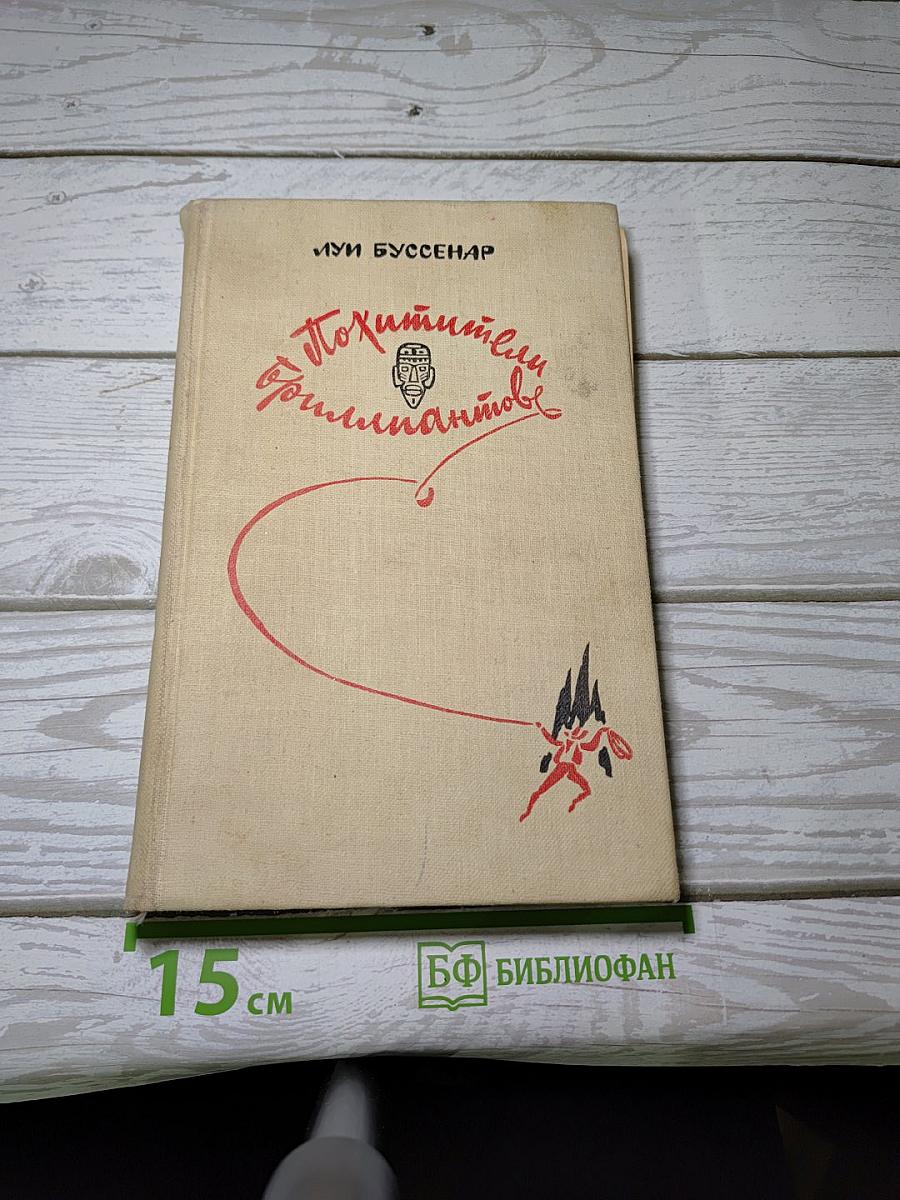 ЛУИ БУССЕНАР
Похитители
бриллиантов
15 см
БФ БИБЛИОФАН